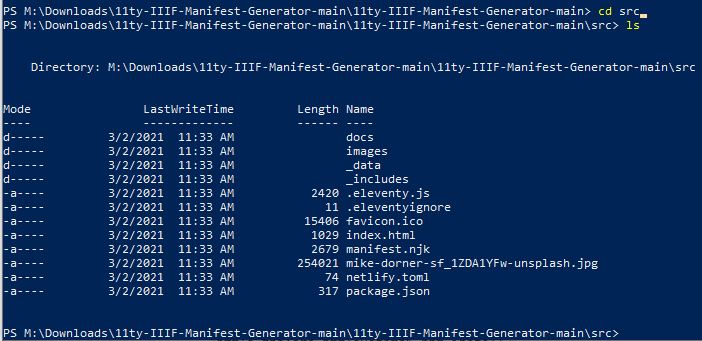 PS M:\Downloads\11ty-IIIF-Manifest-Generator-main\11ty-IIIF-Manifest-Generator-main> cd src
PS M:\Downloads\11ty-IIIF-Manifest-Generator-main\11ty-IIIF-Manifest-Generator-main\src> ls
Directory: M:\Downloads\11ty-IIIF-Manifest-Generator-main\11ty-IIIF-Manifest-Generator-main\src
Mode LastWriteTime Length Name
---- ------------- ------ ----
d----- 3/2/2021 11:33 AM docs
d----- 3/2/2021 11:33 AM images
d----- 3/2/2021 11:33 AM _data
d----- 3/2/2021 11:33 AM _includes
-a---- 3/2/2021 11:33 AM 2420 .eleventy.js
-a---- 3/2/2021 11:33 AM 11 .eleventyignore
-a---- 3/2/2021 11:33 AM 15406 favicon.ico
-a---- 3/2/2021 11:33 AM 1029 index.html
-a---- 3/2/2021 11:33 AM 2679 manifest.njk
-a---- 3/2/2021 11:33 AM 254021 mike-dorner-sf_1ZDA1YFw-unsplash.jpg
-a---- 3/2/2021 11:33 AM 74 netlify.toml
-a---- 3/2/2021 11:33 AM 317 package.json
PS M:\Downloads\11ty-IIIF-Manifest-Generator-main\11ty-IIIF-Manifest-Generator-main\src>